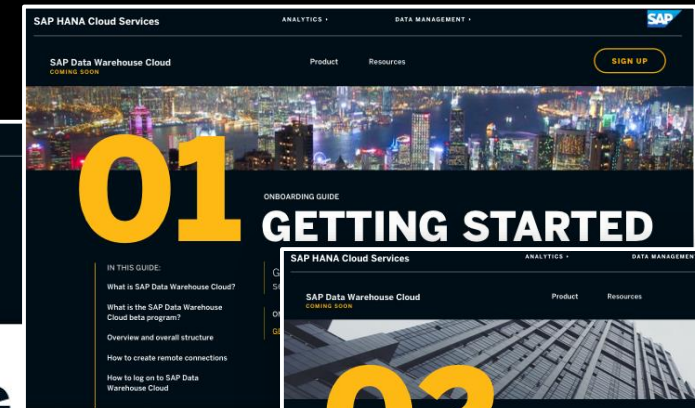 SAP HANA Cloud Services
ANALYTICS
DATA MANAGEMENT
SAP
SAP Data Warehouse Cloud
COMING SOON
Product
Resources
SIGN UP
01
ONBOARDING GUIDE
GETTING STARTED
IN THIS GUIDE:
What is SAP Data Warehouse Cloud?
What is the SAP Data Warehouse
Cloud beta program?
Overview and overall structure
How to create remote connections
How to log on to SAP Data
Warehouse Cloud
SAP HANA Cloud Services
ANALYTICS
DATA MANAGEMENT
SAP Data Warehouse Cloud
COMING SOON
Product
Resources